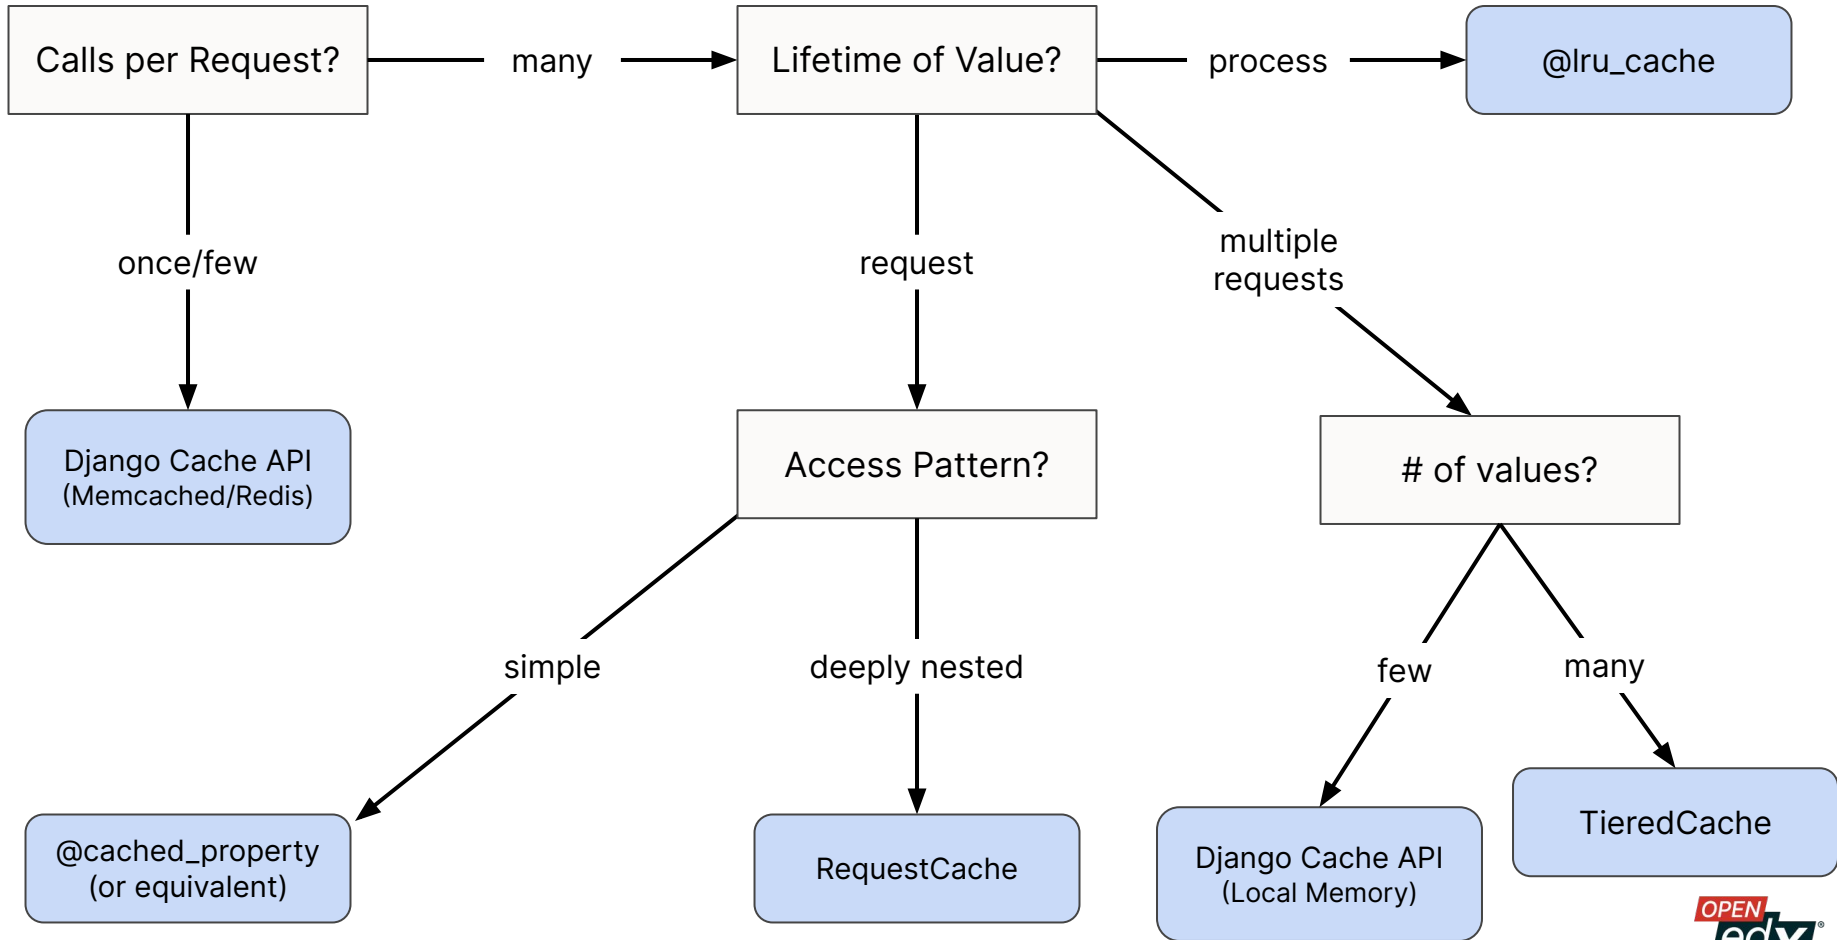 Calls per Request?
many
Lifetime of Value?
process
@lru_cache
once/few
request
multiple
requests
Django Cache API
(Memcached/Redis)
Access Pattern?
# of values?
simple
deeply nested
few
many
@cached_property
(or equivalent)
RequestCache
Django Cache API
(Local Memory)
TieredCache
OPEN
edX®